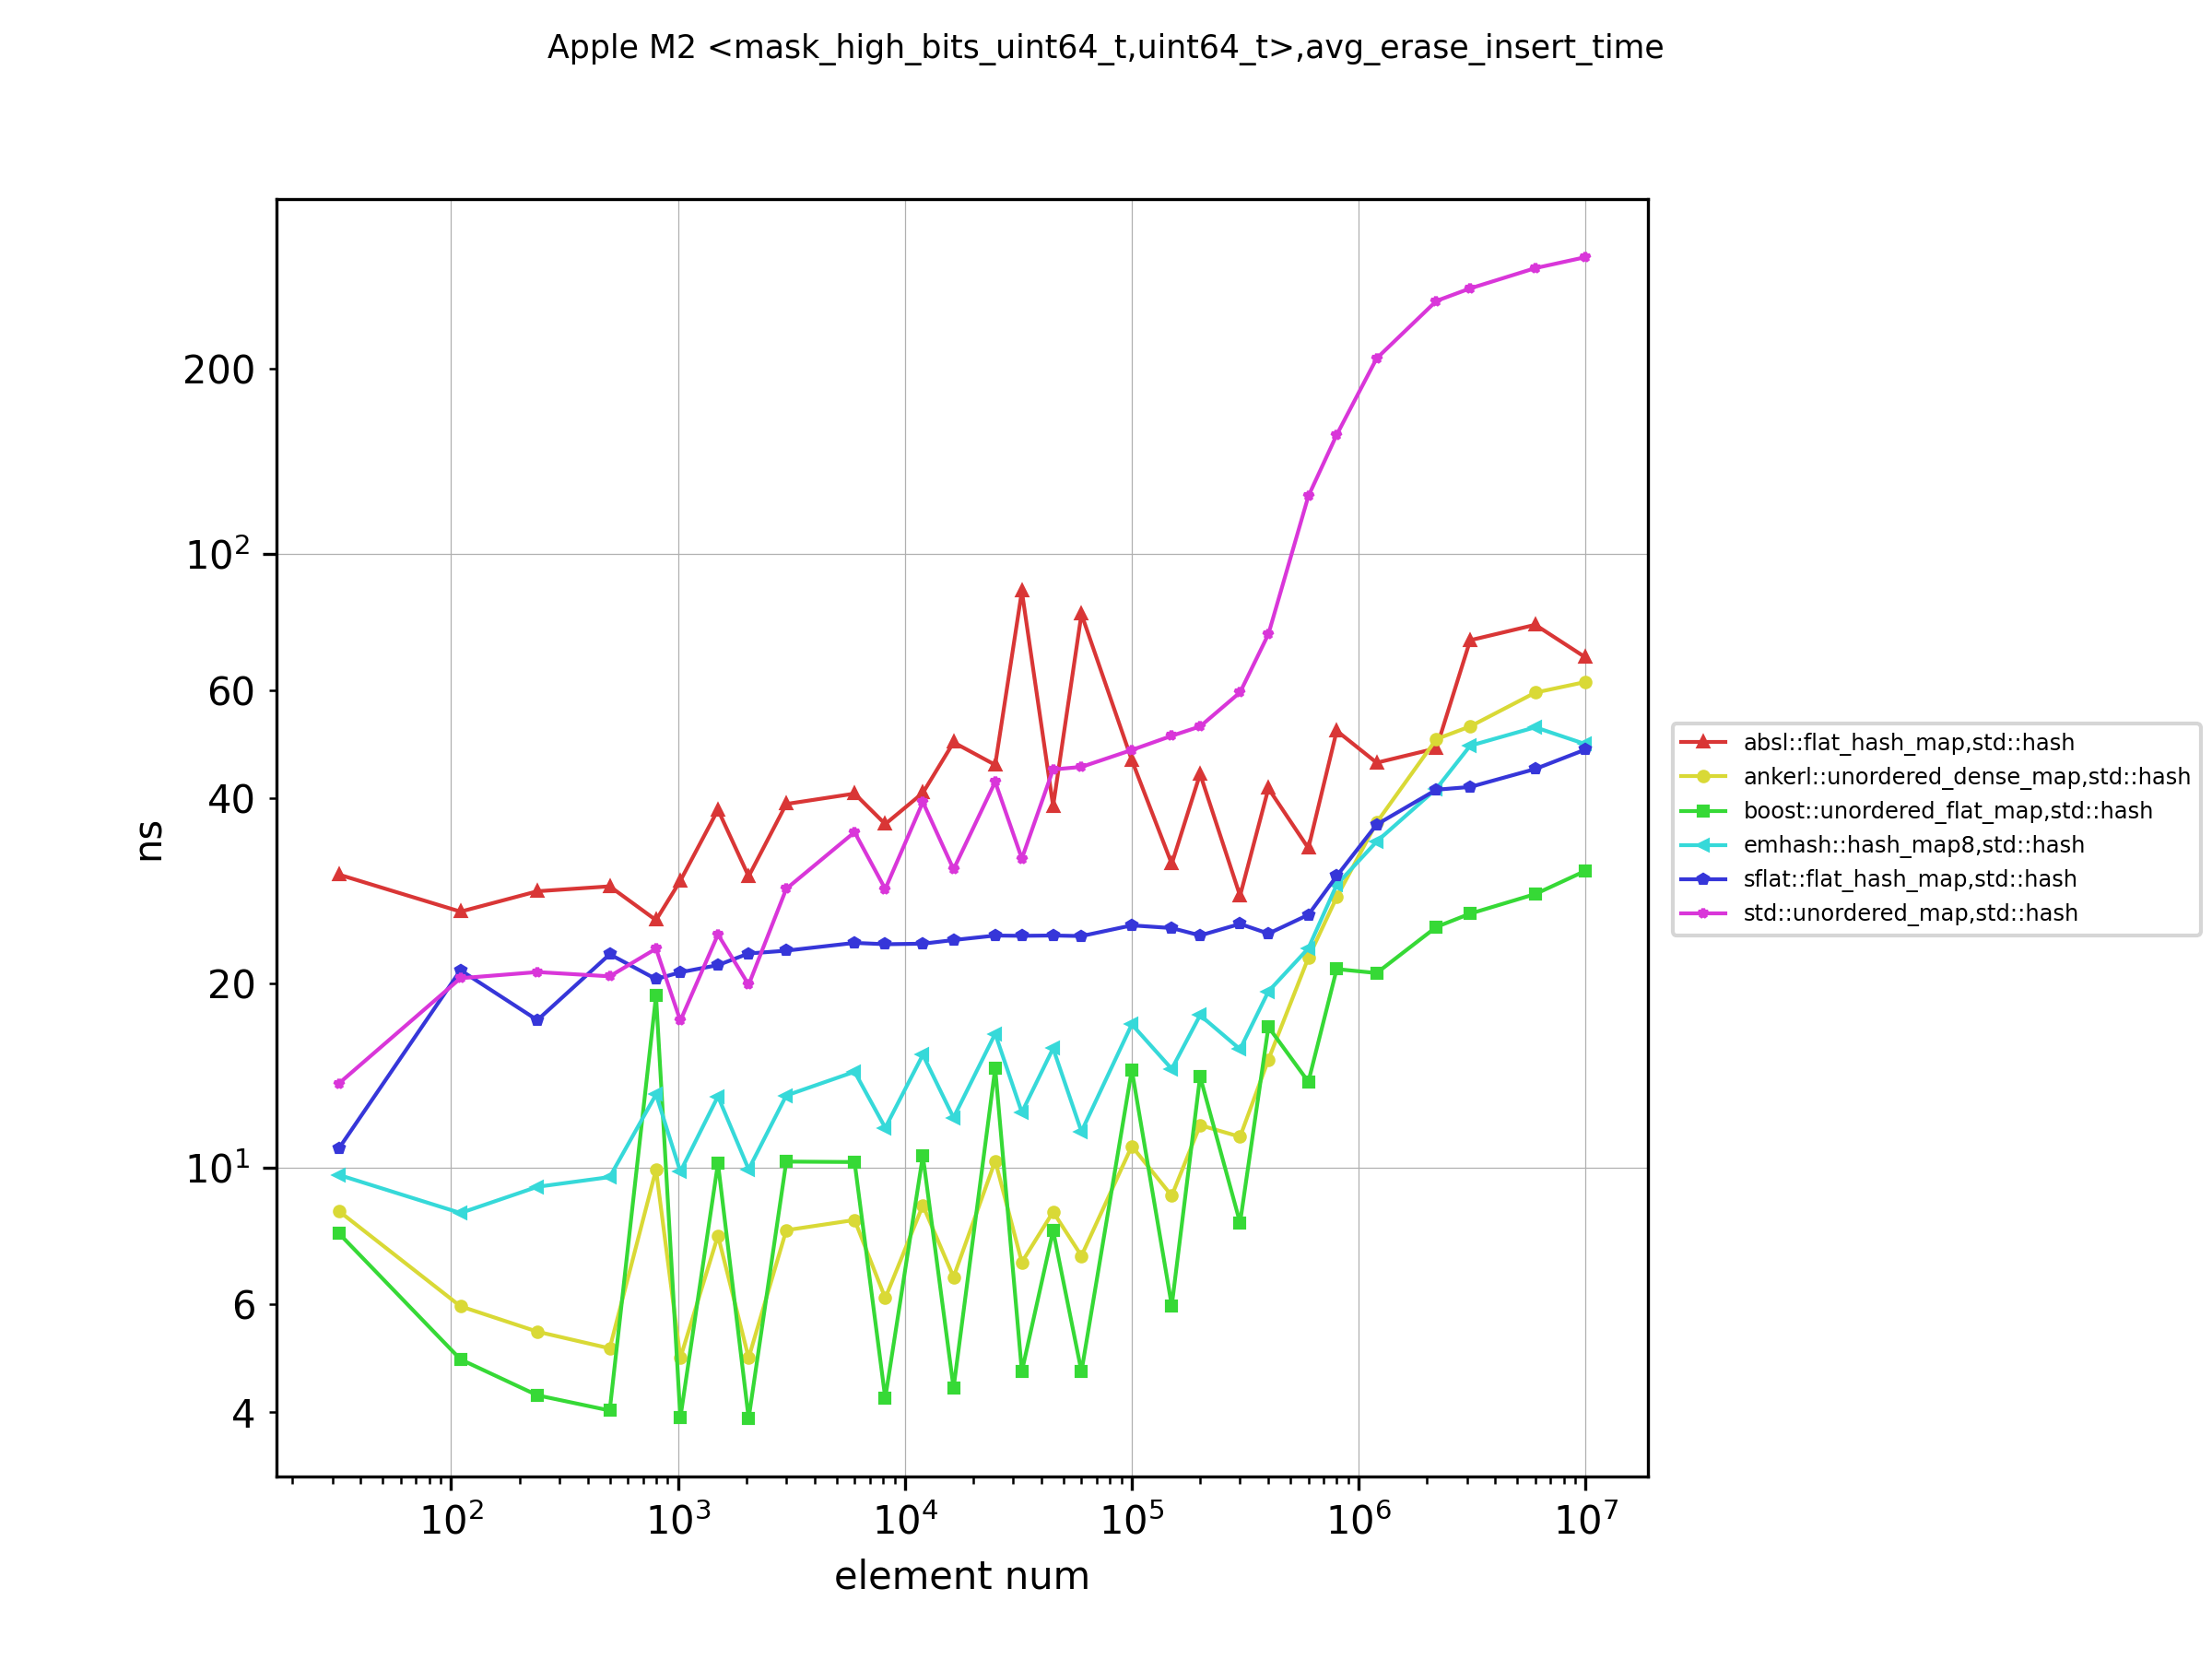 Apple M2 <mask_high_bits_uint64_t,uint64_t>,avg_erase_insert_time
200
10²
60
40
20
10¹
6
4
ns
10² 10³ 10⁴ 10⁵ 10⁶ 10⁷
element num
absl::flat_hash_map,std::hash
ankerl::unordered_dense_map,std::hash
boost::unordered_flat_map,std::hash
emhash::hash_map8,std::hash
sflat::flat_hash_map,std::hash
std::unordered_map,std::hash